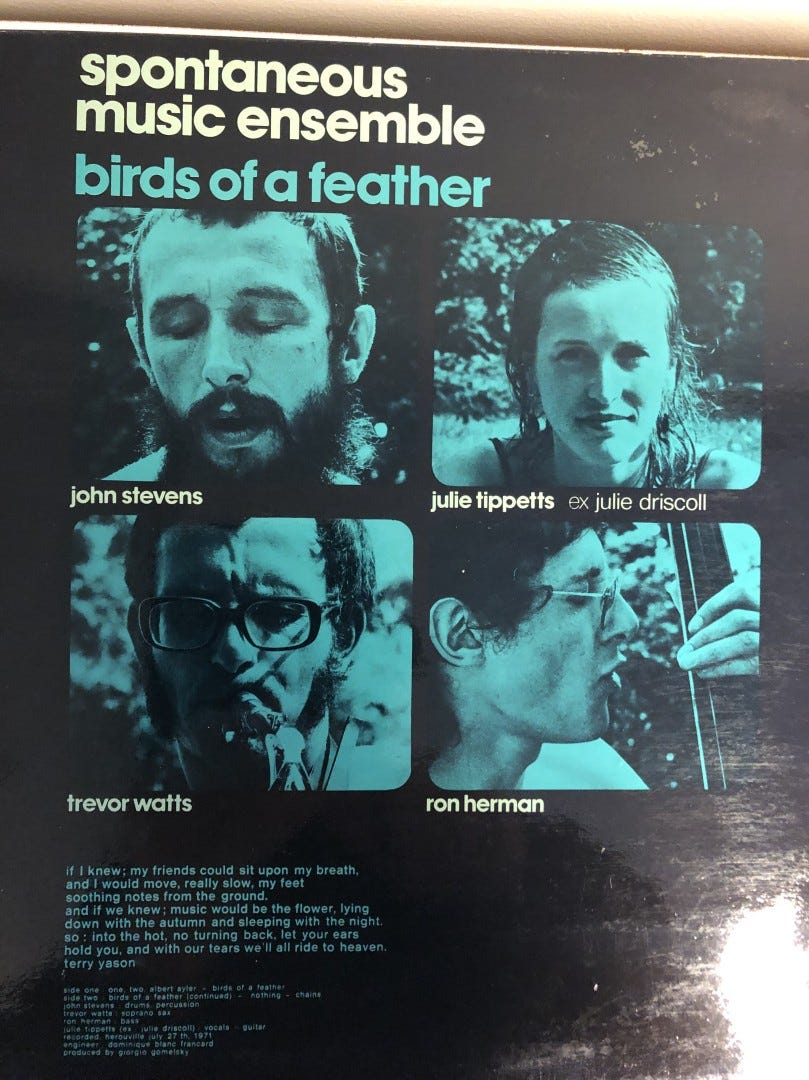 spontaneous
music ensemble
birds of a feather
john stevens
julie tippetts ex julie driscoll
trevor watts
ron herman
if I knew; my friends could sit upon my breath,
and I would move, really slow, my feet
soothing notes from the ground.
and if we knew; music would be the flower, lying
down with the autumn and sleeping with the night.
so : into the hot, no turning back, let your ears
hold you, and with our tears we'll all ride to heaven.
terry yason
side one : one, two, albert ayler - birds of a feather
side two : birds of a feather (continued) - nothing - chains
john stevens : drums, percussion
trevor watts : soprano sax
ron herman : bass
julie tippetts (ex : julie driscoll) : vocals - guitar
recorded, herouville july 27 th, 1971
engineer : dominique blanc francard
produced by giorgio gomelsky